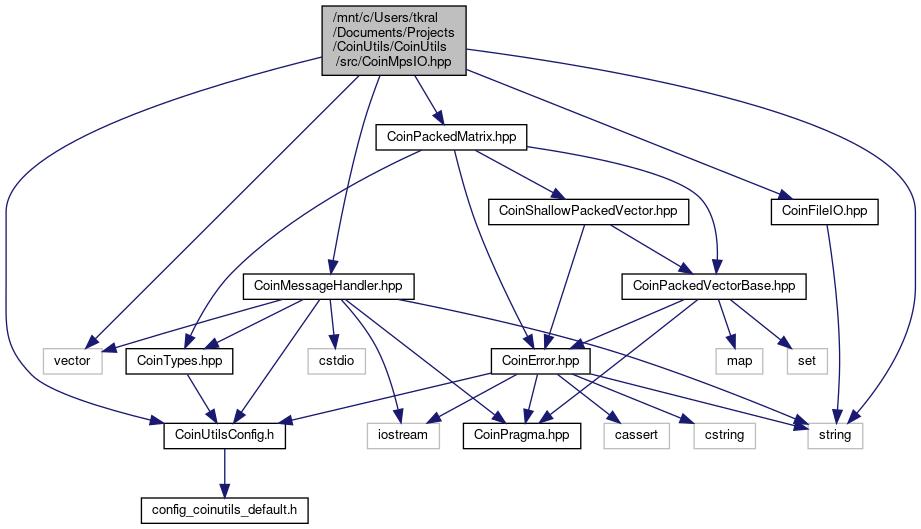 /mnt/c/Users/tkral
/Documents/Projects
/CoinUtils/CoinUtils
/src/CoinMpsIO.hpp
CoinPackedMatrix.hpp
CoinShallowPackedVector.hpp
CoinFileIO.hpp
CoinMessageHandler.hpp
CoinPackedVectorBase.hpp
vector
CoinTypes.hpp
cstdio
CoinError.hpp
map
set
CoinUtilsConfig.h
iostream
CoinPragma.hpp
cassert
cstring
string
config_coinutils_default.h